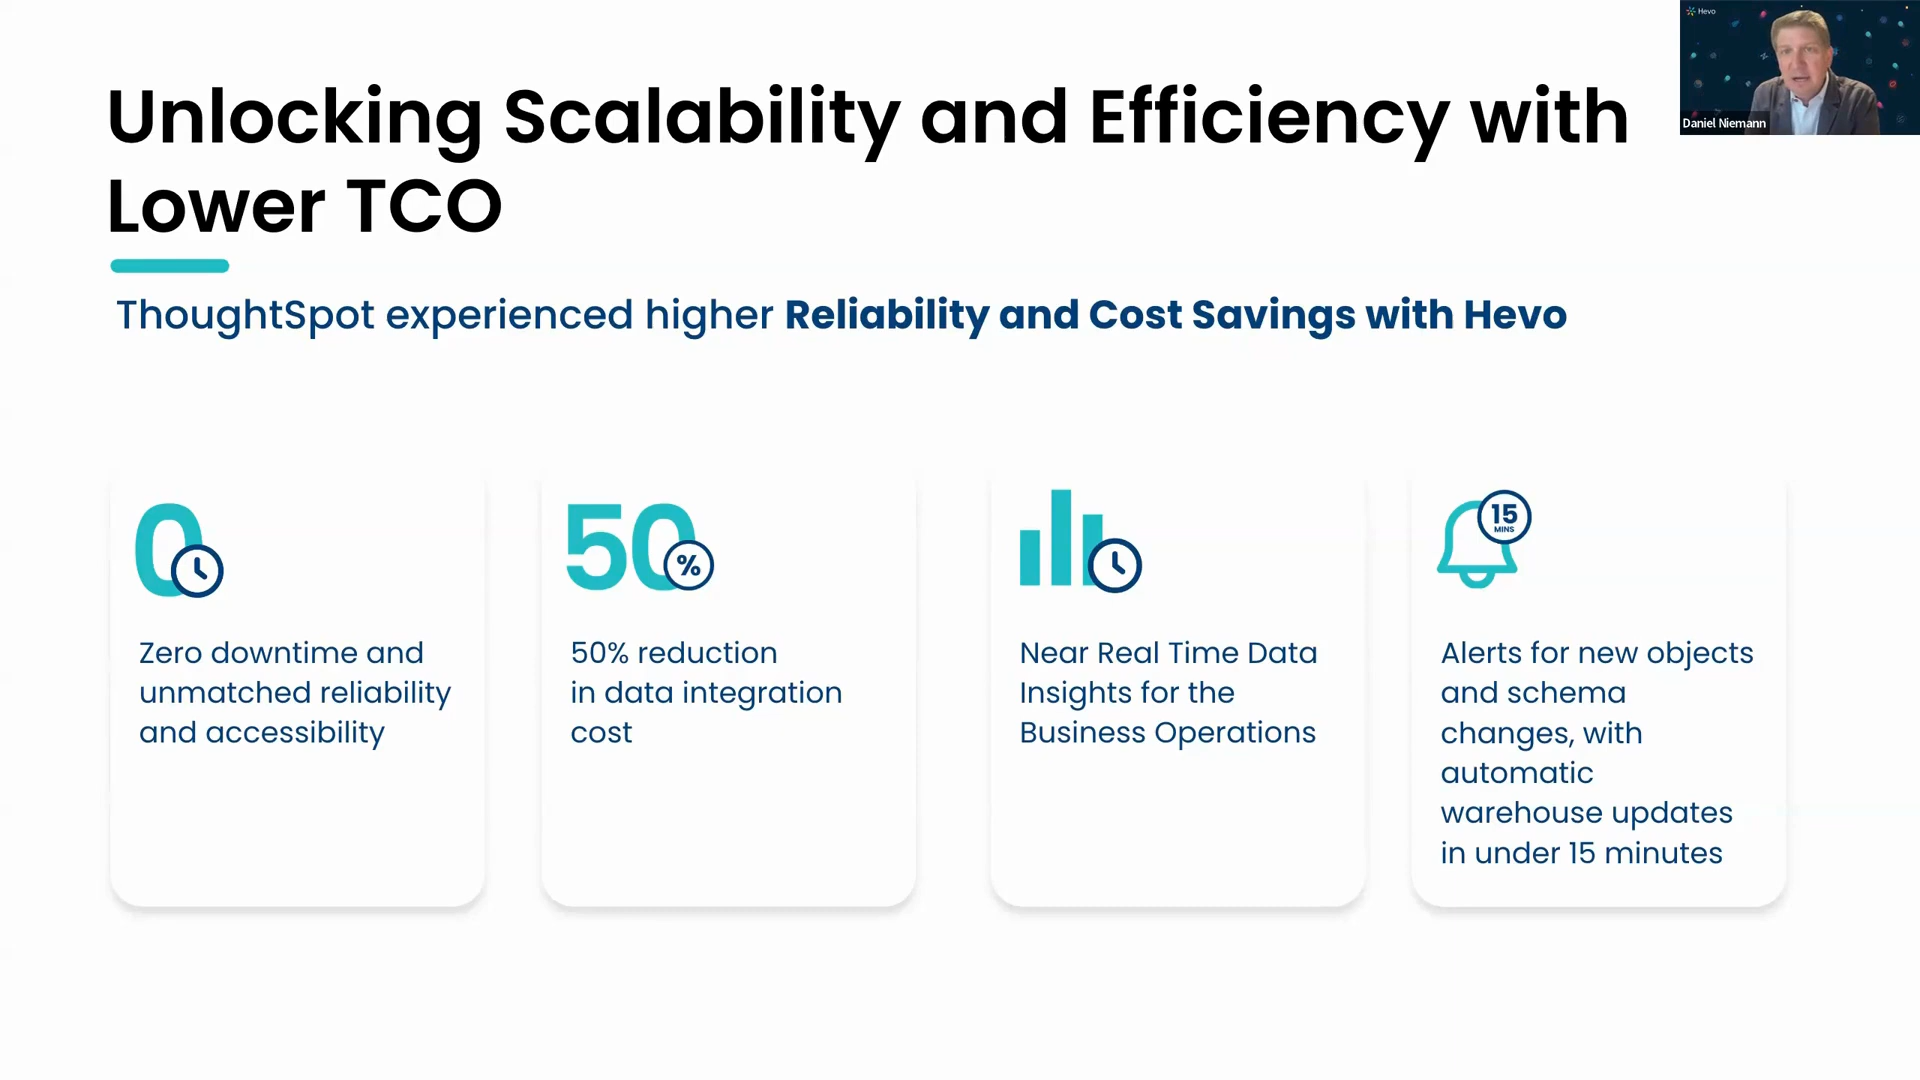 Hevo
Daniel Niemann
Unlocking Scalability and Efficiency with
Lower TCO
ThoughtSpot experienced higher Reliability and Cost Savings with Hevo
0
Zero downtime and
unmatched reliability
and accessibility
50%
50% reduction
in data integration
cost
Near Real Time Data
Insights for the
Business Operations
15
MINS
Alerts for new objects
and schema
changes, with
automatic
warehouse updates
in under 15 minutes